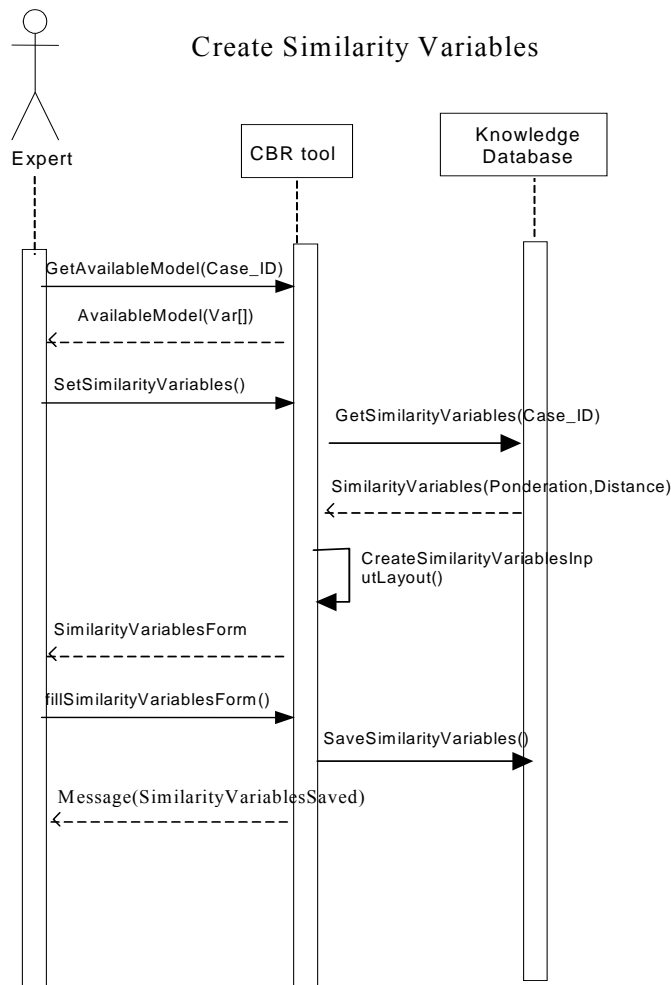 Create Similarity Variables
Expert
CBR tool
Knowledge
Database
GetAvailableModel(Case_ID)
AvailableModel(Var[])
SetSimilarityVariables()
GetSimilarityVariables(Case_ID)
SimilarityVariables(Ponderation,Distance)
CreateSimilarityVariablesInp
utLayout()
SimilarityVariablesForm
fillSimilarityVariablesForm()
SaveSimilarityVariables()
Message(SimilarityVariablesSaved)